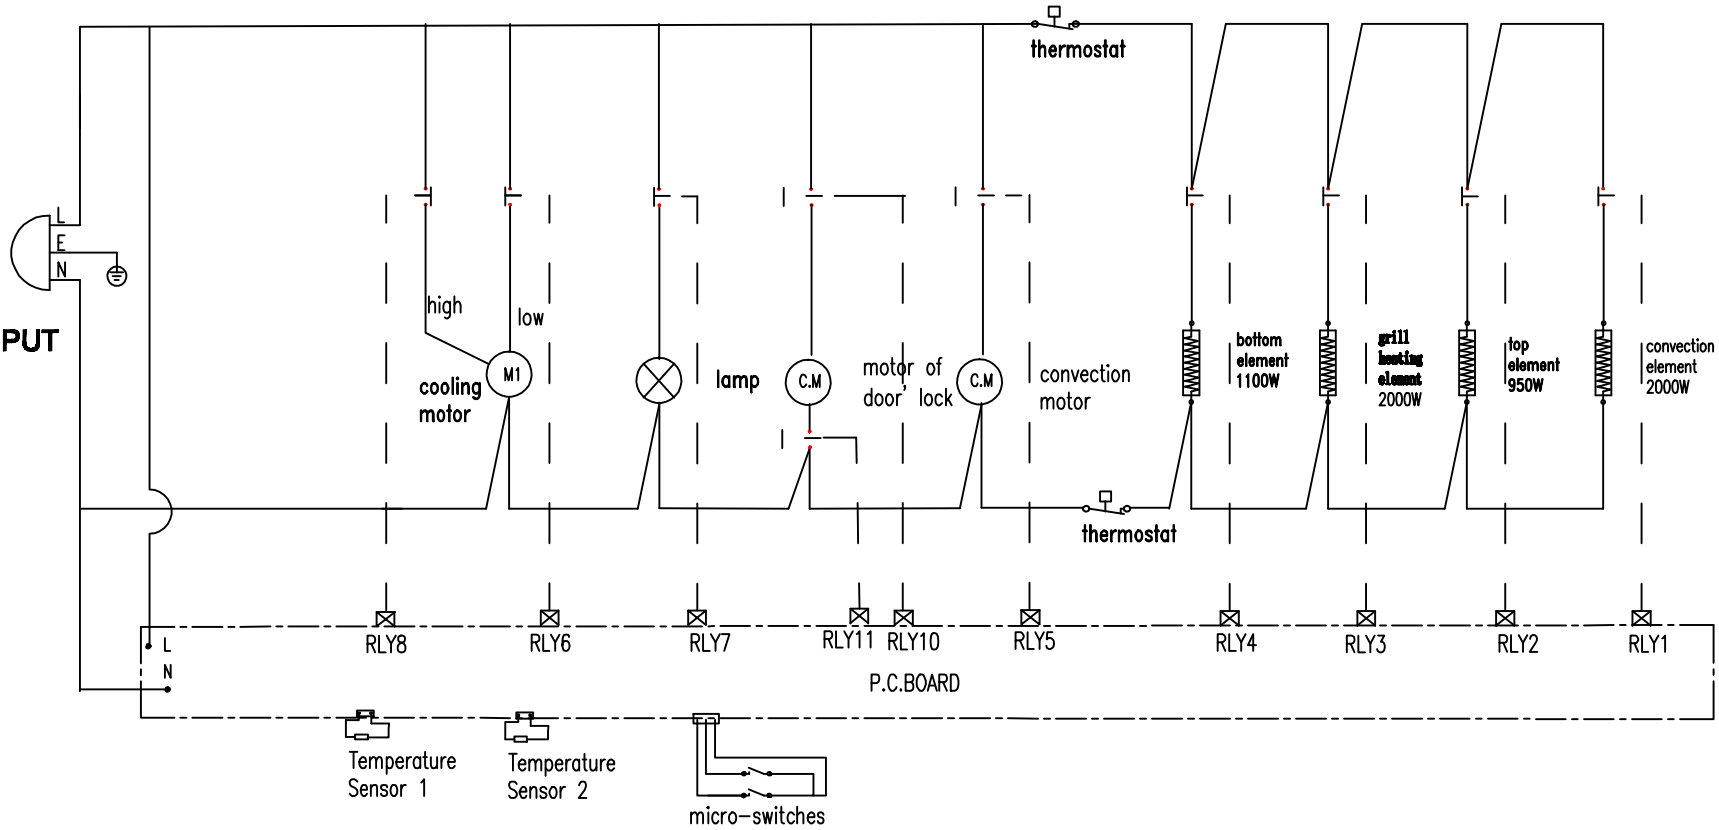 thermostat
L
E
N
PUT
high
low
M1
cooling
motor
lamp
C.M
motor of
door, lock
C.M
convection
motor
bottom
element
1100W
grill
heating
element
2000W
top
element
950W
convection
element
2000W
thermostat
RLY8
RLY6
RLY7
RLY11
RLY10
RLY5
RLY4
RLY3
RLY2
RLY1
L
N
P.C.BOARD
Temperature
Sensor 1
Temperature
Sensor 2
micro-switches